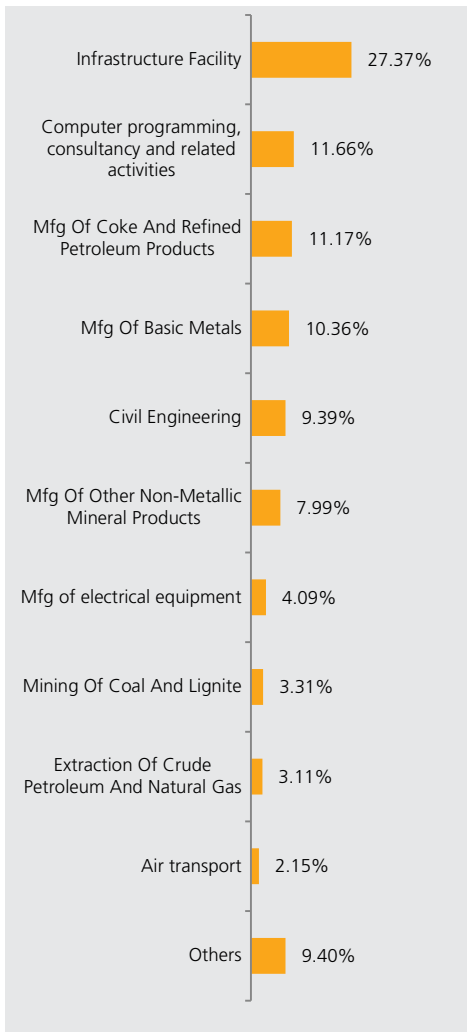 Infrastructure Facility 27.37%
Computer programming,
consultancy and related 11.66%
activities
Mfg Of Coke And Refined
Petroleum Products 11.17%
Mfg Of Basic Metals 10.36%
Civil Engineering 9.39%
Mfg Of Other Non-Metallic
Mineral Products 7.99%
Mfg of electrical equipment 4.09%
Mining Of Coal And Lignite 3.31%
Extraction Of Crude
Petroleum And Natural Gas 3.11%
Air transport 2.15%
Others 9.40%